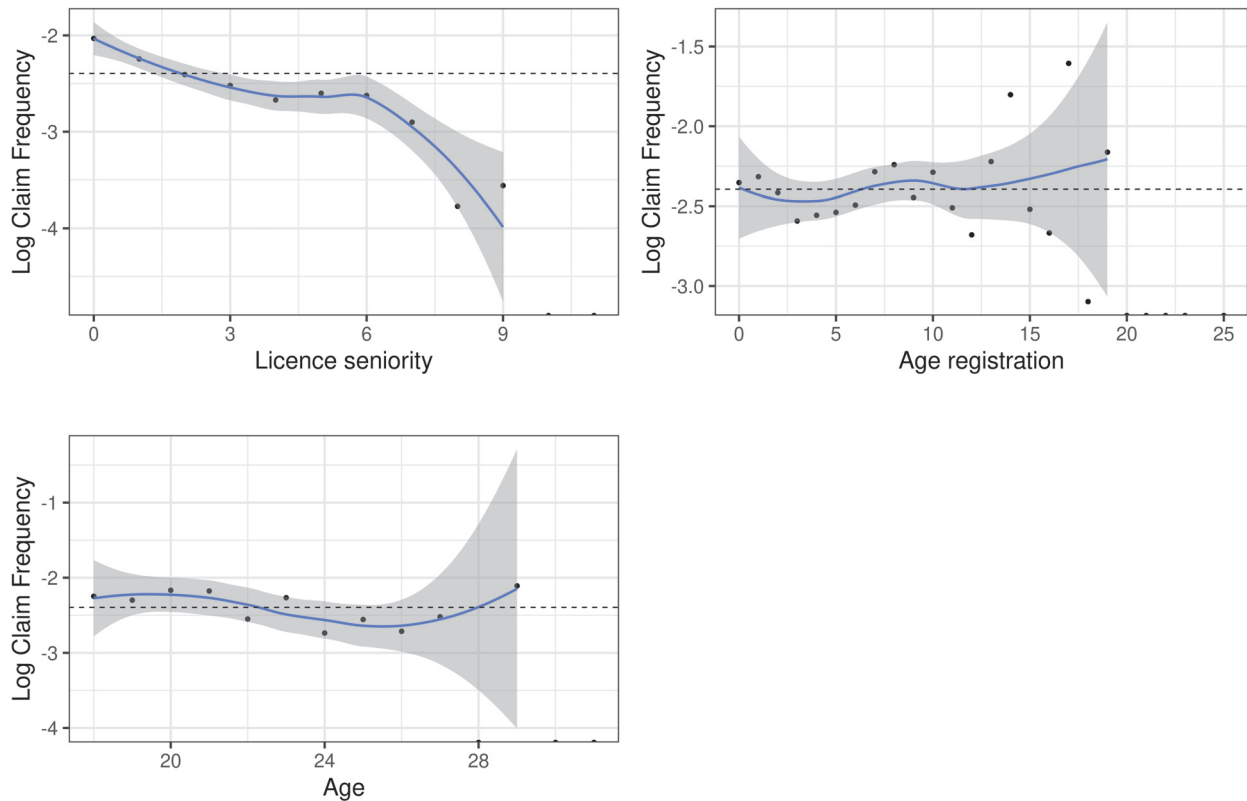 Log Claim Frequency
-2
-3
-4
0 3 6 9
Licence seniority
Log Claim Frequency
-1.5
-2.0
-2.5
-3.0
0 5 10 15 20 25
Age registration
Log Claim Frequency
-1
-2
-3
-4
20 24 28
Age